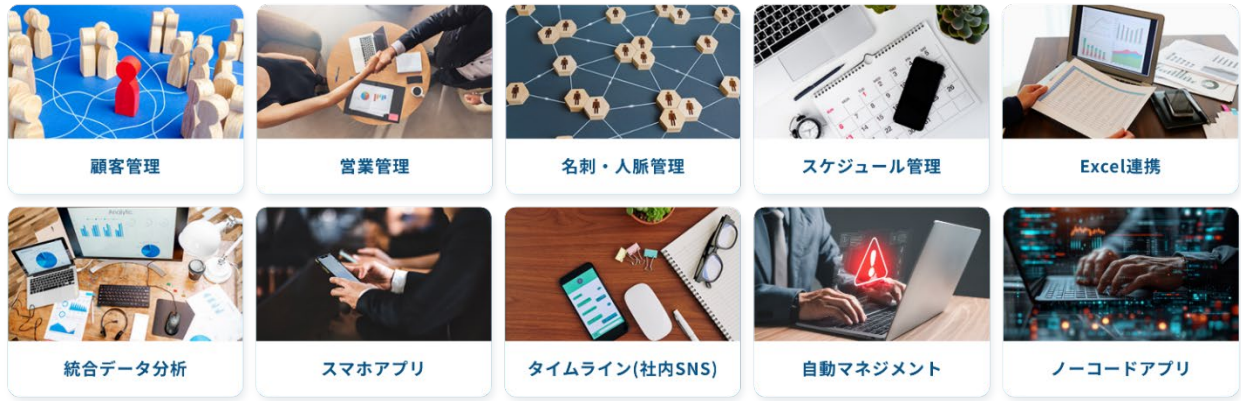 顧客管理
営業管理
名刺・人脈管理
スケジュール管理
Excel連携
Analytic
統合データ分析
スマホアプリ
タイムライン(社内SNS)
自動マネジメント
ノーコードアプリ